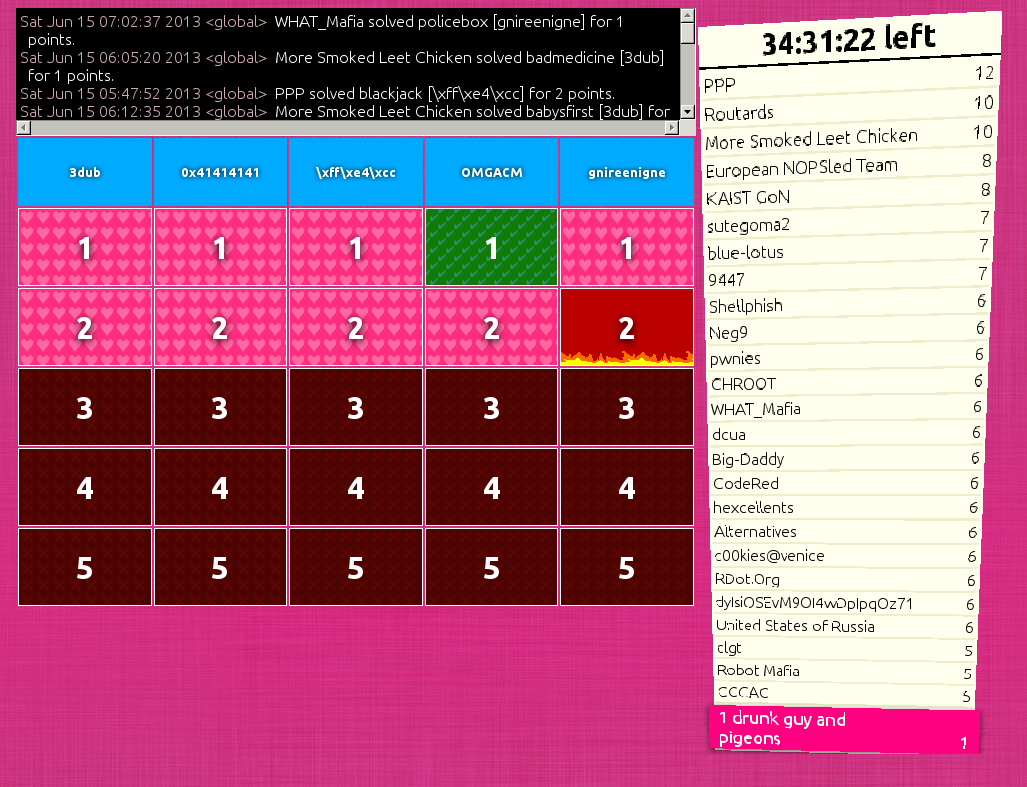 Sat Jun 15 07:02:37 2013 <global> WHAT_Mafia solved policebox [gnireenigne] for 1
points.
Sat Jun 15 06:05:20 2013 <global> More Smoked Leet Chicken solved badmedicine [3dub]
for 1 points.
Sat Jun 15 05:47:52 2013 <global> PPP solved blackjack [\xff\xe4\xcc] for 2 points.
Sat Jun 15 06:12:35 2013 <global> More Smoked Leet Chicken solved babysfirst [3dub] for
3dub 0x41414141 \xff\xe4\xcc OMGACM gnireenigne
1 1 1 1 1
2 2 2 2 2
3 3 3 3 3
4 4 4 4 4
5 5 5 5 5
34:31:22 left
PPP 12
Routards 10
More Smoked Leet Chicken 10
European NOPSled Team 8
KAIST GoN 8
sutegoma2 7
blue-lotus 7
9447 7
Shellphish 6
Neg9 6
pwnies 6
CHROOT 6
WHAT_Mafia 6
dcua 6
Big-Daddy 6
CodeRed 6
hexcellents 6
Alternatives 6
c00kies@venice 6
RDot.Org 6
6
United States of Russia 6
clgt 5
Robot Mafia 5
CCCAC 5
1 drunk guy and
pigeons 1